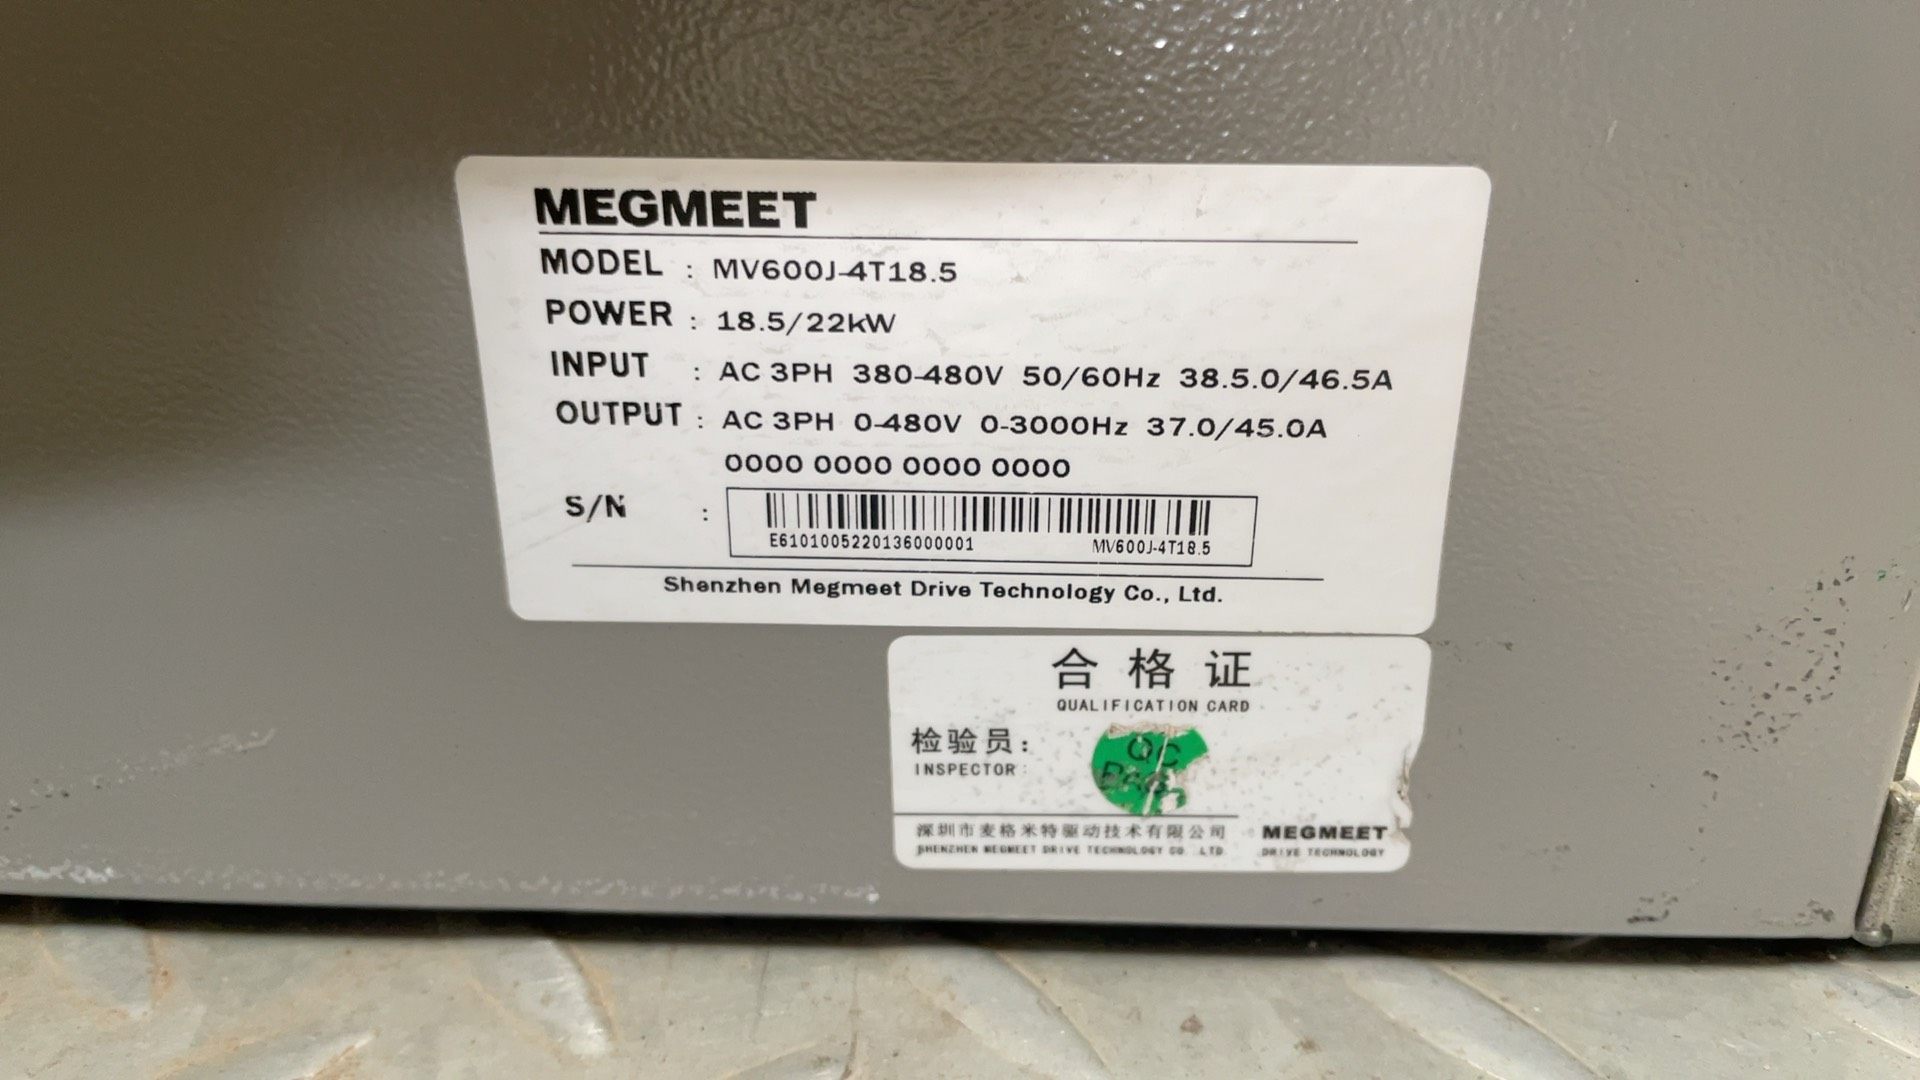 MEGMEET
MODEL : MV600J-4T18.5
POWER : 18.5/22kW
INPUT : AC 3PH 380-480V 50/60Hz 38.5.0/46.5A
OUTPUT : AC 3PH 0-480V 0-3000Hz 37.0/45.0A
0000 0000 0000 0000
S/N :
E6101005220136000001 MV600J-4T18.5
Shenzhen Megmeet Drive Technology Co., Ltd.
合格证
QUALIFICATION CARD
检验员:
INSPECTOR:
QC
深圳市麦格米特驱动技术有限公司 MEGMEET
SHENZHEN MEGMEET DRIVE TECHNOLOGY CO. LTD. DRIVE TECHNOLOGY